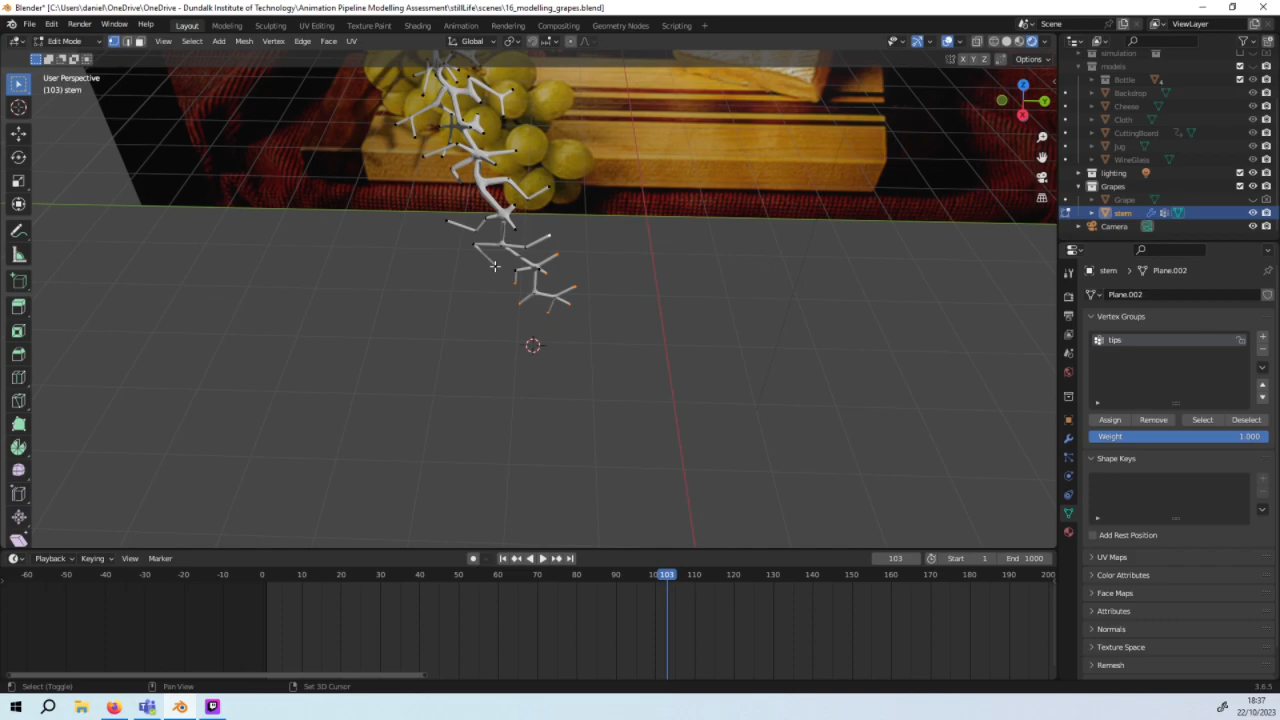 Blender* [C:\Users\daniel\OneDrive\OneDrive - Dundalk Institute of Technology\Animation Pipeline Modelling Assessment\stillLife\scenes\16_modelling_grapes.blend]
File Edit Render Window Help Layout Modeling Sculpting UV Editing Texture Paint Shading Animation Rendering Compositing Geometry Nodes Scripting + Scene ViewLayer
Edit Mode View Select Add Mesh Vertex Edge Face UV Global
X Y Z Options
User Perspective
(103) stem
Z
Y
X
simulation
models
Bottle
Backdrop
Cheese
Cloth
CuttingBoard
Jug
WineGlass
lighting
Grapes
Grape
stem
Camera
stem > Plane.002
Plane.002
Vertex Groups
tips
Assign Remove Select Deselect
Weight 1.000
Shape Keys
Add Rest Position
UV Maps
Color Attributes
Face Maps
Attributes
Normals
Texture Space
Remesh
Playback Keying View Marker 103 Start 1 End 1000
-60 -50 -40 -30 -20 -10 0 10 20 30 40 50 60 70 80 90 103 110 120 130 140 150 160 170 180 190 200
Select (Toggle) Pan View Set 3D Cursor 3.6.5
18:37
22/10/2023